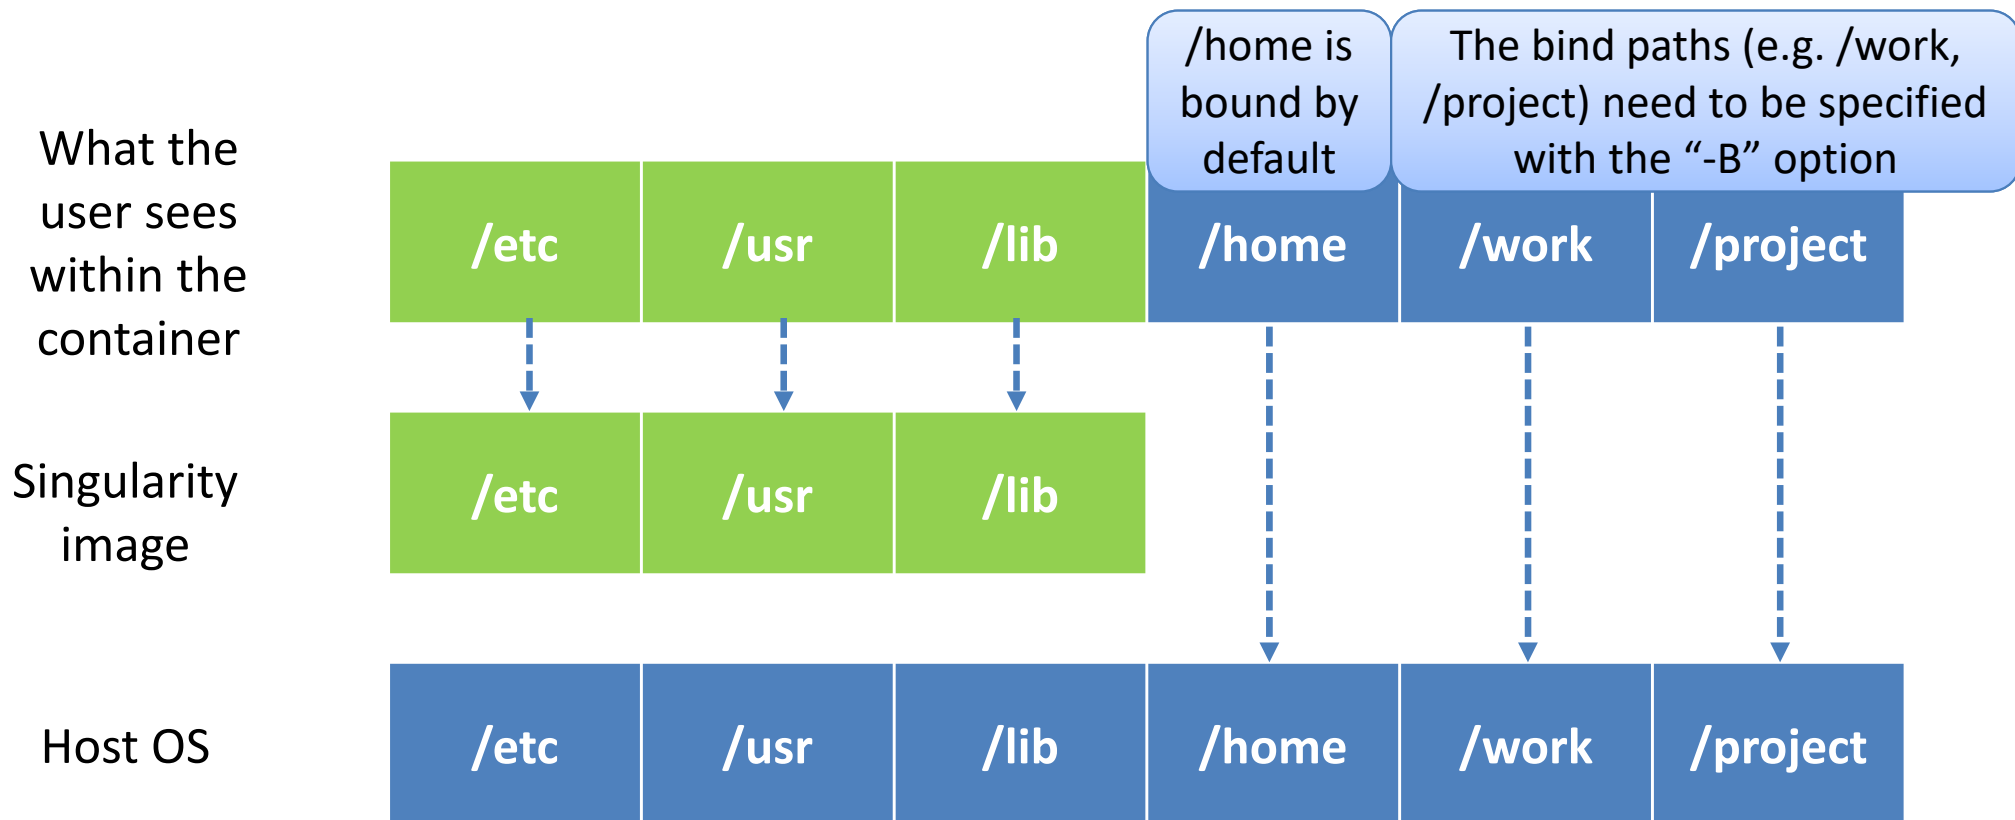 /home is
bound by
default
The bind paths (e.g. /work,
/project) need to be specified
with the “-B” option
What the
user sees
within the
container
/etc
/usr
/lib
/home
/work
/project
Singularity
image
/etc
/usr
/lib
Host OS
/etc
/usr
/lib
/home
/work
/project